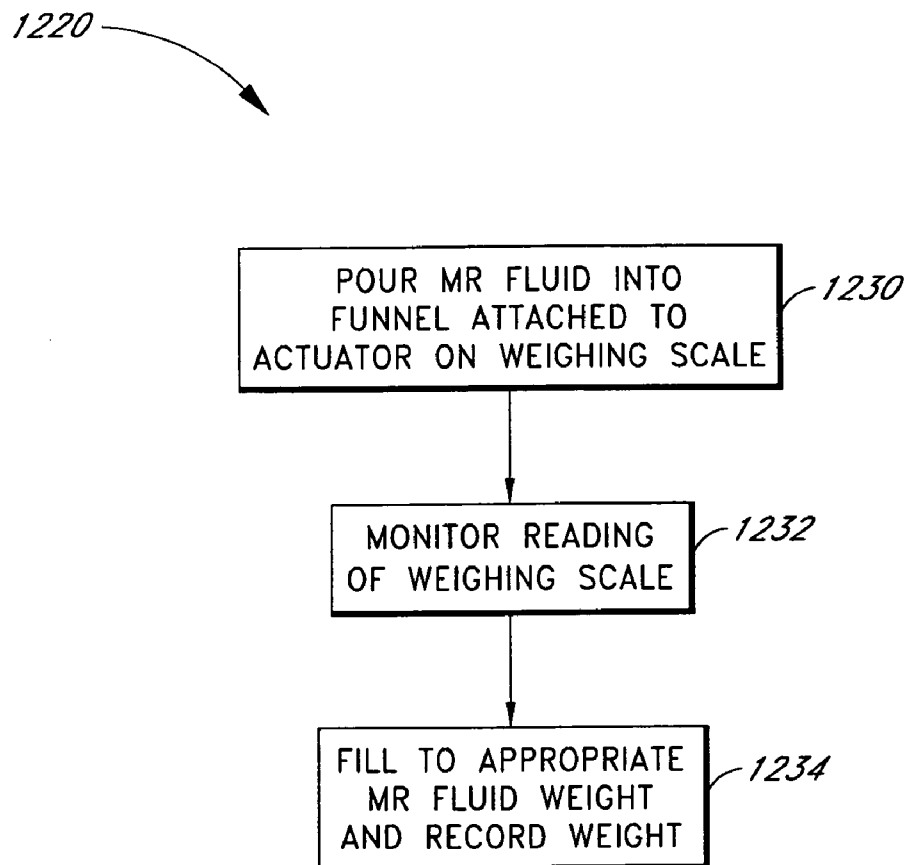 1220
POUR MR FLUID INTO
FUNNEL ATTACHED TO
ACTUATOR ON WEIGHING SCALE
1230
MONITOR READING
OF WEIGHING SCALE
1232
FILL TO APPROPRIATE
MR FLUID WEIGHT
AND RECORD WEIGHT
1234